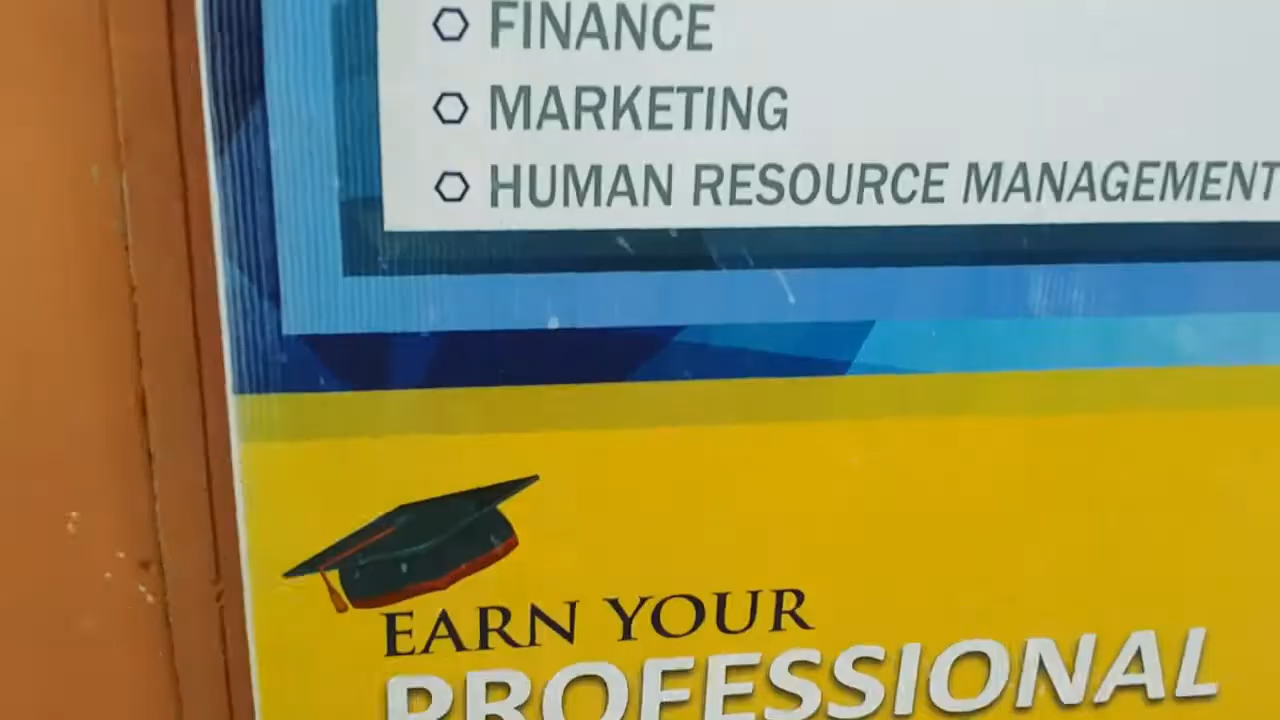 FINANCE
MARKETING
HUMAN RESOURCE MANAGEMENT
EARN YOUR
PROFESSIONAL